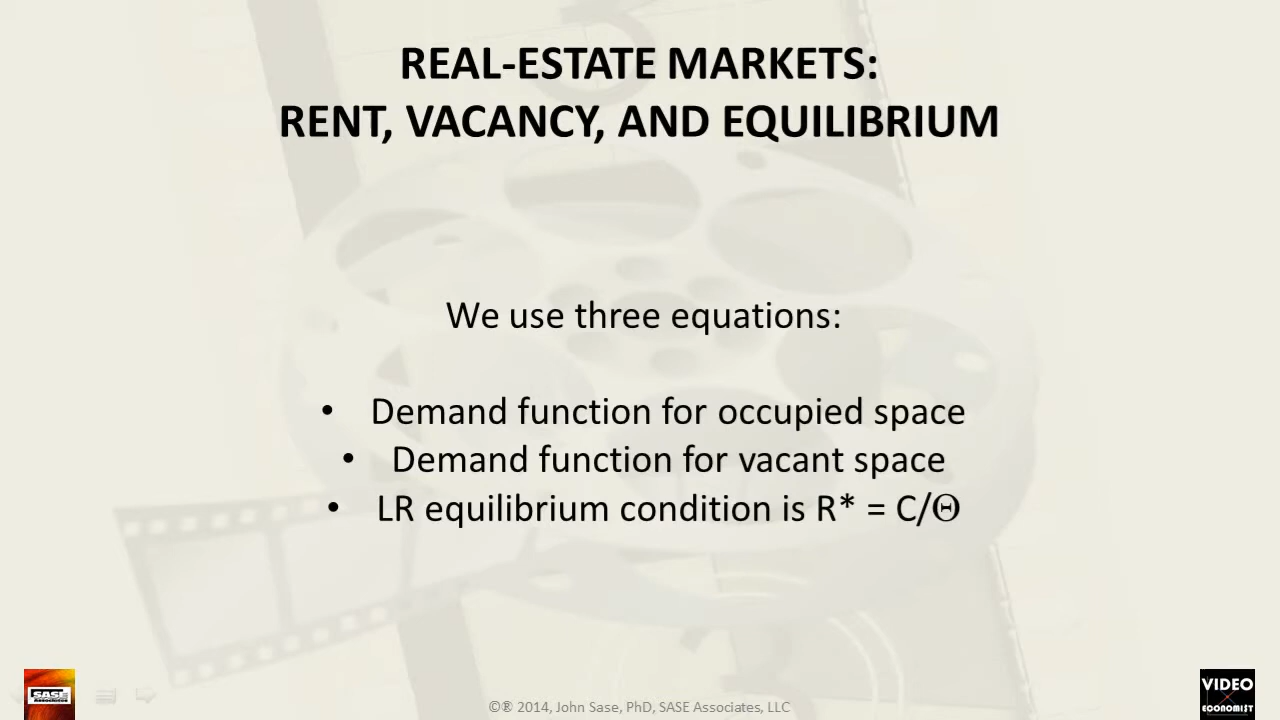 REAL-ESTATE MARKETS:
RENT, VACANCY, AND EQUILIBRIUM
We use three equations:
• Demand function for occupied space
• Demand function for vacant space
• LR equilibrium condition is R* = C/Θ
SASE
©® 2014, John Sase, PhD, SASE Associates, LLC
VIDEO
ECONOMIST